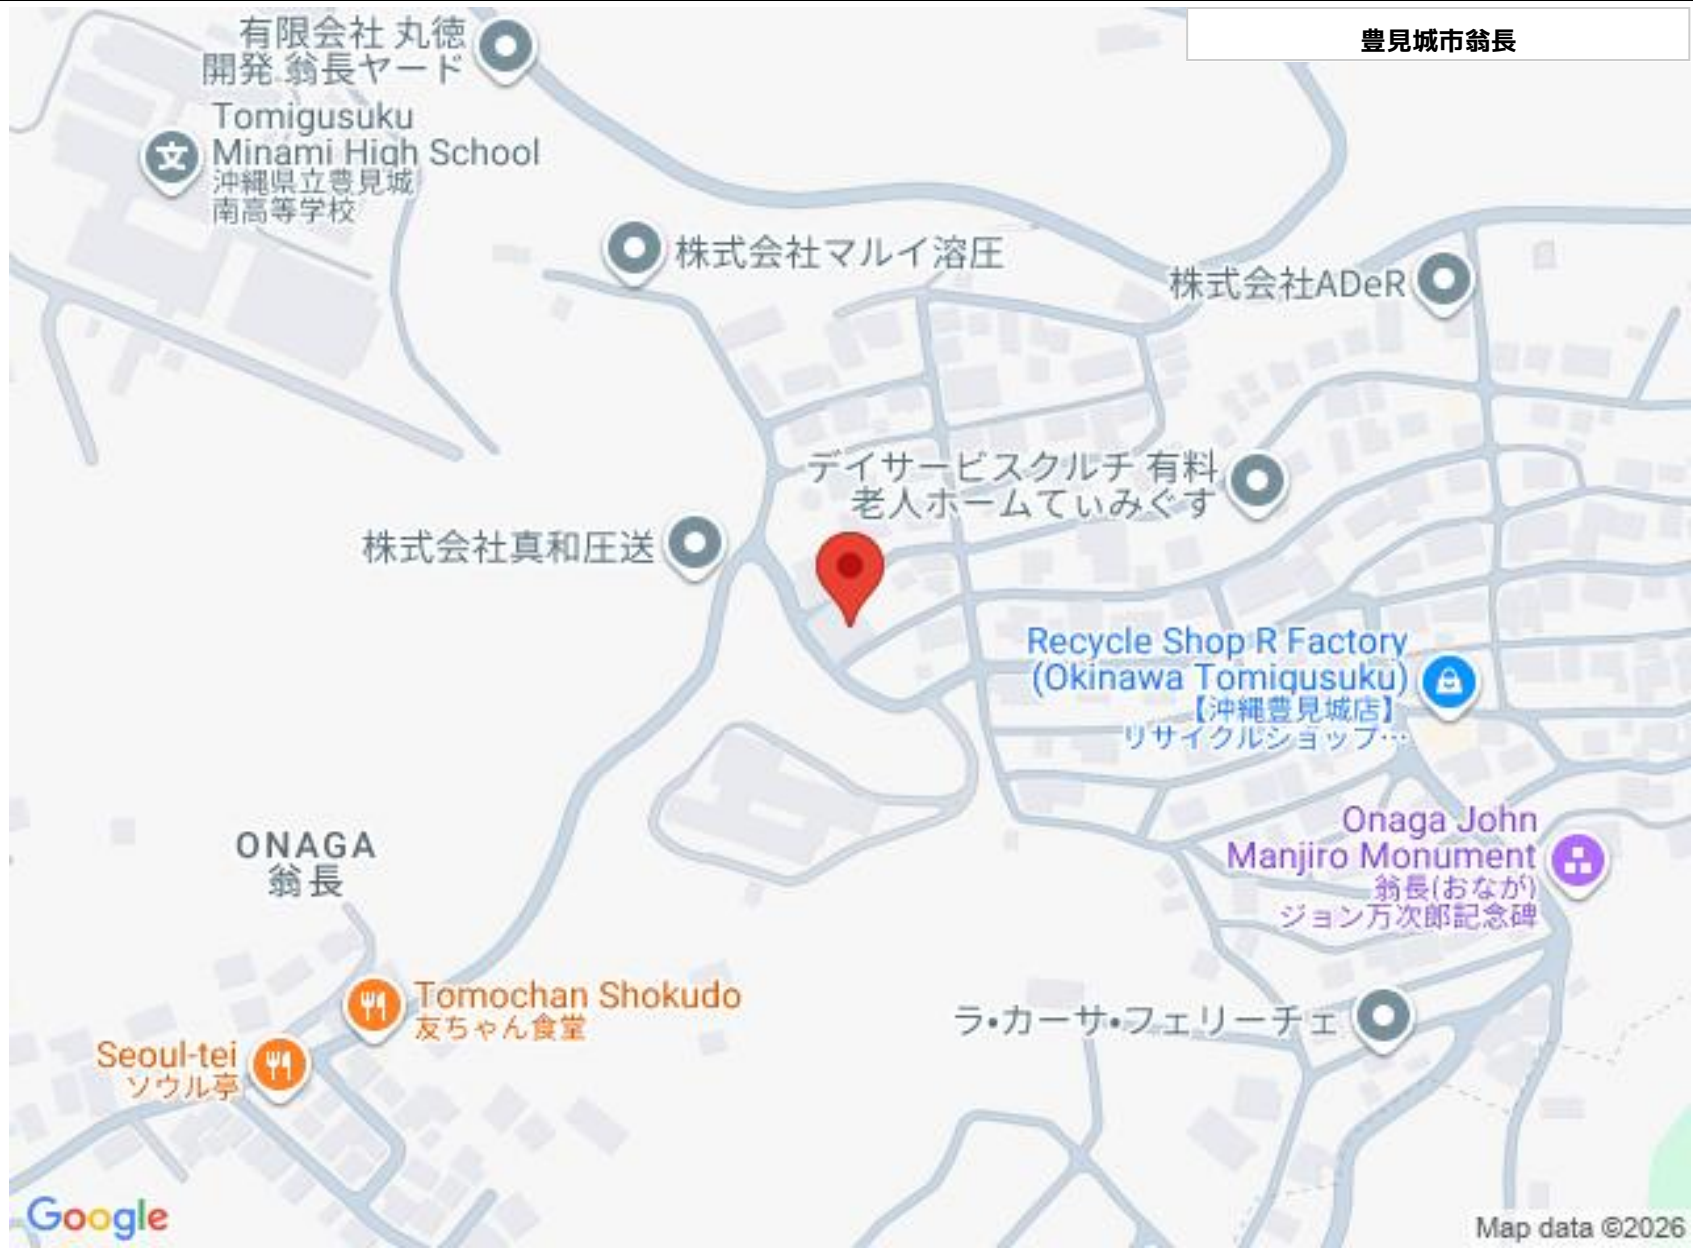 豊見城市翁長
有限会社 丸徳
開発 翁長ヤード
Tomigusuku
Minami High School
沖縄県立豊見城
南高等学校
株式会社マルイ溶圧
株式会社ADeR
デイサービスクルチ 有料
老人ホームてぃみぐす
株式会社真和圧送
Recycle Shop R Factory
(Okinawa Tomigusuku)
【沖縄豊見城店】
リサイクルショップ…
Onaga John
Manjiro Monument
翁長(おなが)
ジョン万次郎記念碑
ONAGA
翁長
Tomochan Shokudo
友ちゃん食堂
ラ•カーサ•フェリーチェ
Seoul-tei
ソウル亭
Google
Map data ©2026